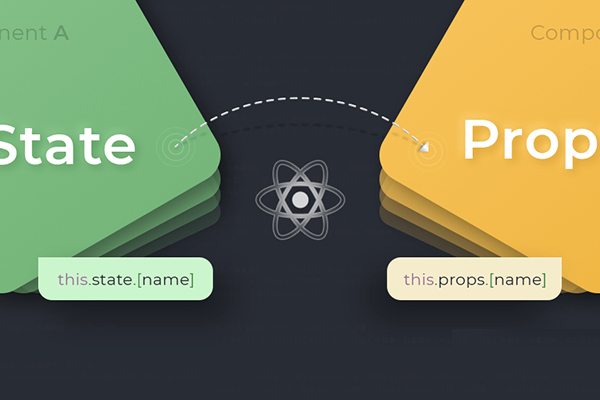 nent A
Compo
State
Prop
this.state.[name]
this.props.[name]